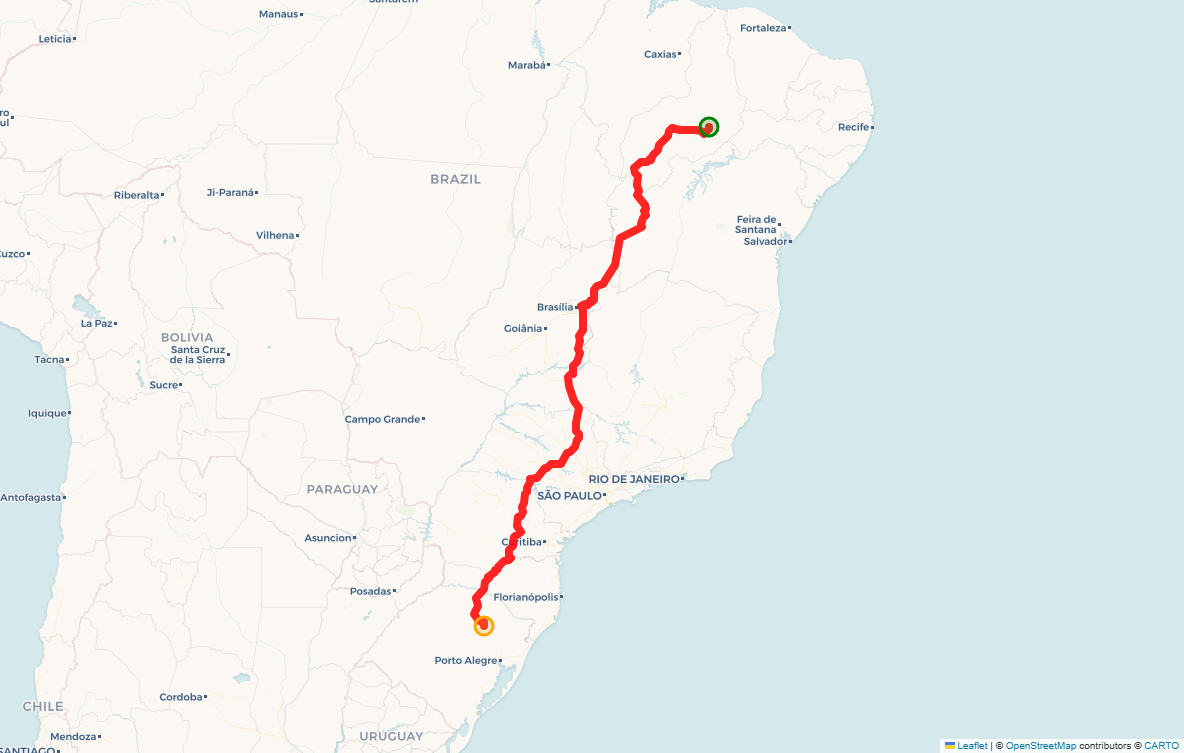 Santarém
Manaus
Fortaleza
Leticia
Caxias
Marabá
ro
ul
Recife
BRAZIL
Riberalta
Ji-Paraná
Feira de
Santana
Vilhena
Salvador
Cuzco
Brasília
La Paz
Goiânia
BOLIVIA
Santa Cruz
de la Sierra
Tacna
Sucre
Iquique
Campo Grande
RIO DE JANEIRO
PARAGUAY
SÃO PAULO
Antofagasta
Asuncion
Curitiba
Posadas
Florianópolis
Porto Alegre
Cordoba
CHILE
Mendoza
URUGUAY
SANTIAGO
Leaflet | © OpenStreetMap contributors © CARTO